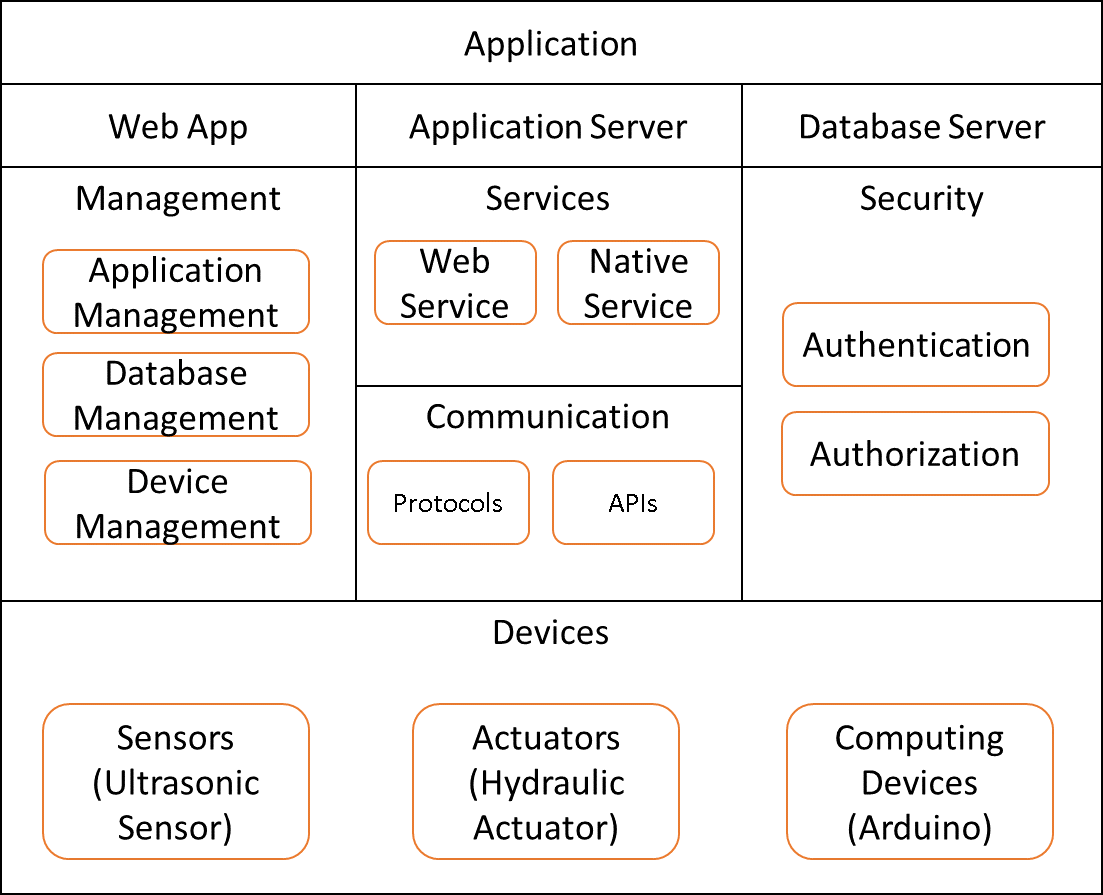 Application
Web App
Application Server
Database Server
Management
Application
Management
Database
Management
Device
Management
Services
Web
Service
Native
Service
Communication
Protocols
APIs
Security
Authentication
Authorization
Devices
Sensors
(Ultrasonic
Sensor)
Actuators
(Hydraulic
Actuator)
Computing
Devices
(Arduino)